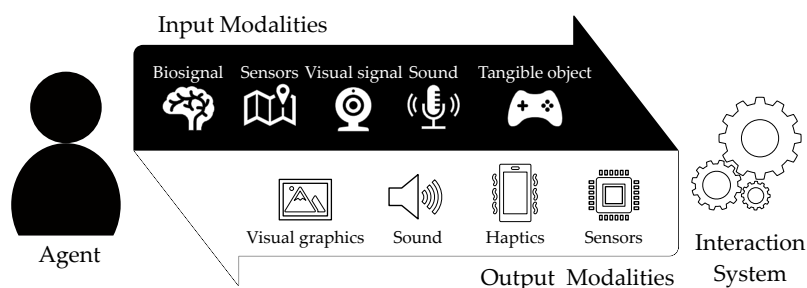 Input Modalities
Biosignal Sensors Visual signal Sound Tangible object
Visual graphics Sound Haptics Sensors
Agent
Interaction
System
Output Modalities